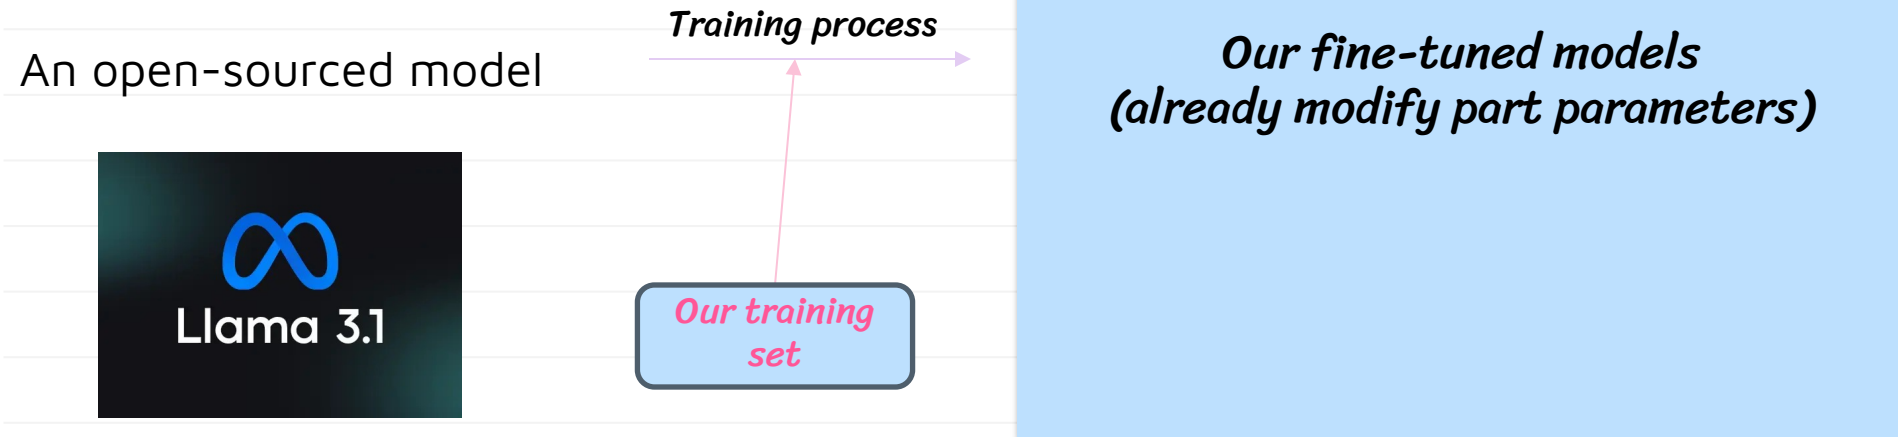 An open-sourced model
Llama 3.1
Training process
Our training
set
Our fine-tuned models
(already modify part parameters)